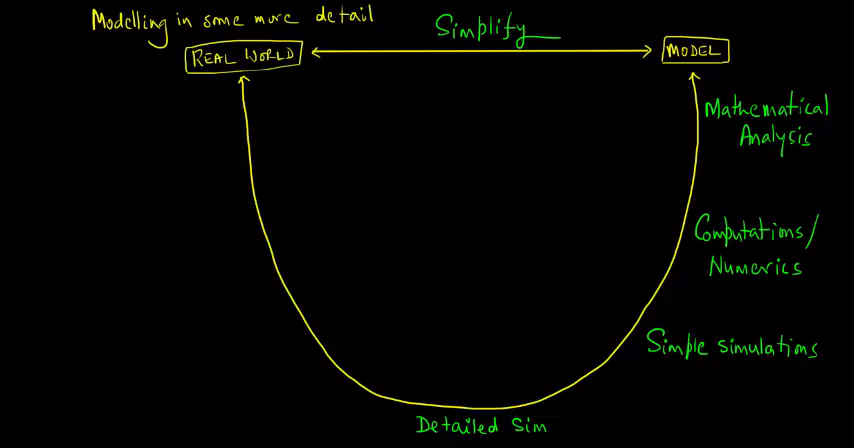 Modelling in some more detail
Simplify
REAL WORLD
MODEL
Mathematical
Analysis
Computations/
Numerics
Simple simulations
Detailed Sim